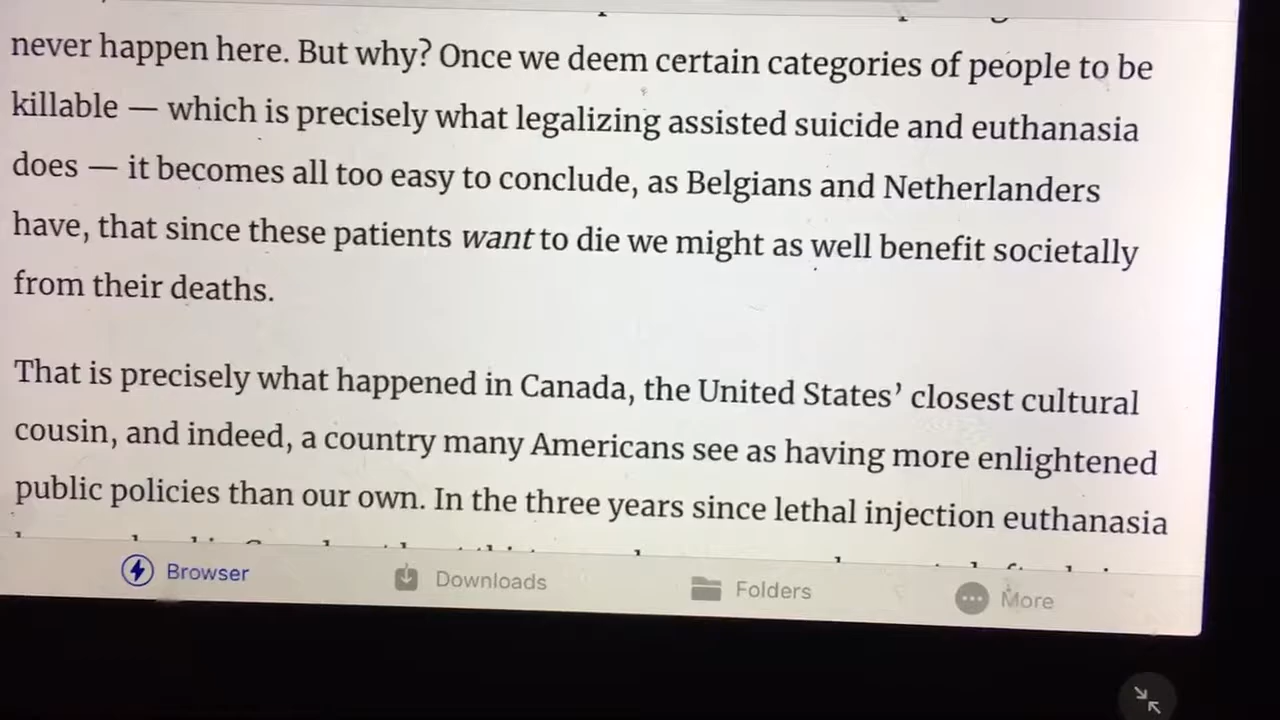 never happen here. But why? Once we deem certain categories of people to be
killable — which is precisely what legalizing assisted suicide and euthanasia
does — it becomes all too easy to conclude, as Belgians and Netherlanders
have, that since these patients want to die we might as well benefit societally
from their deaths.
That is precisely what happened in Canada, the United States’ closest cultural
cousin, and indeed, a country many Americans see as having more enlightened
public policies than our own. In the three years since lethal injection euthanasia
Browser Downloads Folders More